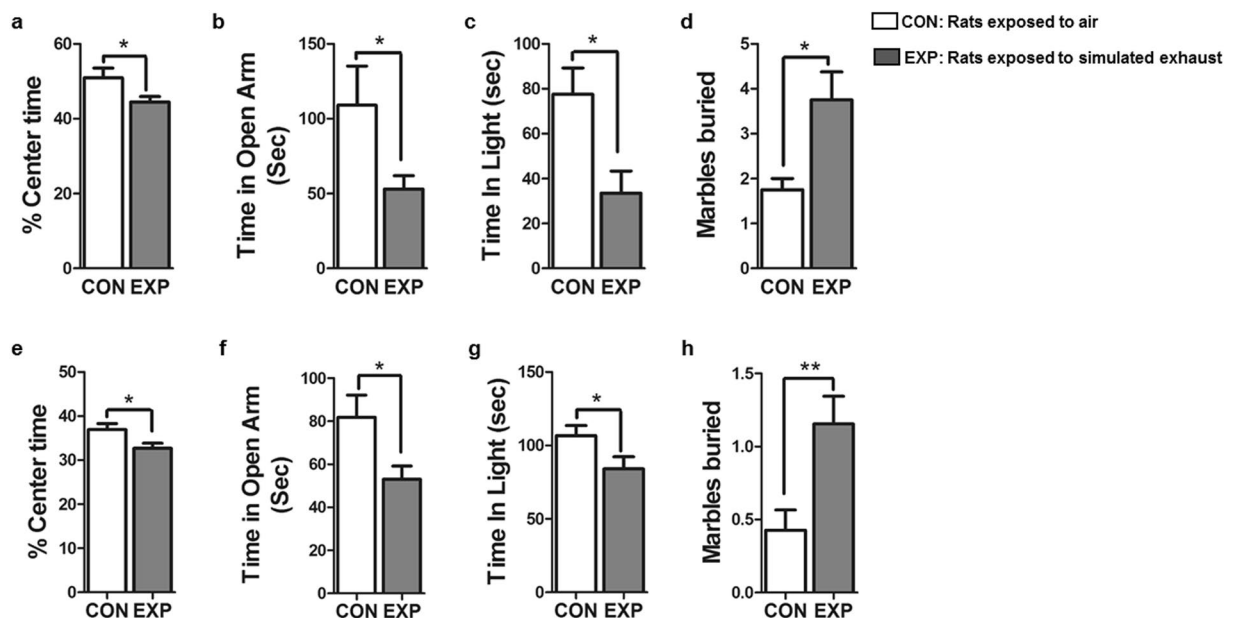 a
b
c
d
CON: Rats exposed to air
EXP: Rats exposed to simulated exhaust
% Center time
60
40
20
0
*
CON EXP
Time in Open Arm
(Sec)
150
100
50
0
*
CON EXP
Time In Light (sec)
100
80
60
40
20
0
*
CON EXP
Marbles buried
5
4
3
2
1
0
*
CON EXP
e
f
g
h
% Center time
50
40
30
20
10
0
*
CON EXP
Time in Open Arm
(Sec)
100
80
60
40
20
0
*
CON EXP
Time In Light (sec)
150
100
50
0
*
CON EXP
Marbles buried
1.5
1.0
0.5
0.0
**
CON EXP